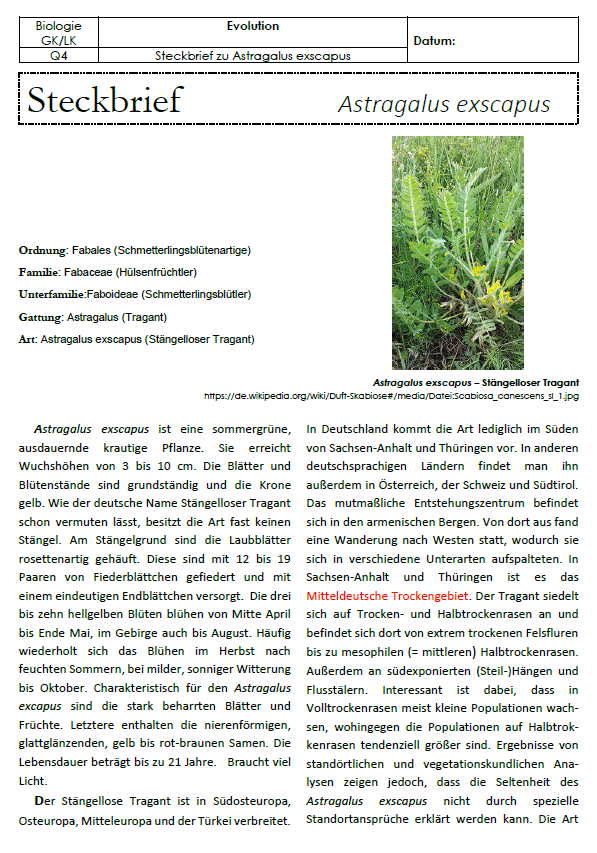 Biologie
GK/LK
Evolution
Datum:
Q4
Steckbrief zu Astragalus exscapus
Steckbrief
Astragalus exscapus
Ordnung: Fabales (Schmetterlingsblütenartige)
Familie: Fabaceae (Hülsenfrüchtler)
Unterfamilie:Faboideae (Schmetterlingsblütler)
Gattung: Astragalus (Tragant)
Art: Astragalus exscapus (Stängelloser Tragant)
Astragalus exscapus – Stängelloser Tragant
https://de.wikipedia.org/wiki/Duft-Skabiose#/media/Datei:Scabiosa_canescens_sl_1.jpg
Astragalus exscapus ist eine sommergrüne,
ausdauernde krautige Pflanze. Sie erreicht
Wuchshöhen von 3 bis 10 cm. Die Blätter und
Blütenstände sind grundständig und die Krone
gelb. Wie der deutsche Name Stängelloser Tragant
schon vermuten lässt, besitzt die Art fast keinen
Stängel. Am Stängelgrund sind die Laubblätter
rosettenartig gehäuft. Diese sind mit 12 bis 19
Paaren von Fiederblättchen gefiedert und mit
einem eindeutigen Endblättchen versorgt. Die drei
bis zehn hellgelben Blüten blühen von Mitte April
bis Ende Mai, im Gebirge auch bis August. Häufig
wiederholt sich das Blühen im Herbst nach
feuchten Sommern, bei milder, sonniger Witterung
bis Oktober. Charakteristisch für den Astragalus
excapus sind die stark beharrten Blätter und
Früchte. Letztere enthalten die nierenförmigen,
glattglänzenden, gelb bis rot-braunen Samen. Die
Lebensdauer beträgt bis zu 21 Jahre. Braucht viel
Licht.
Der Stängellose Tragant ist in Südosteuropa,
Osteuropa, Mitteleuropa und der Türkei verbreitet.
In Deutschland kommt die Art lediglich im Süden
von Sachsen-Anhalt und Thüringen vor. In anderen
deutschsprachigen Ländern findet man ihn
außerdem in Österreich, der Schweiz und Südtirol.
Das mutmaßliche Entstehungszentrum befindet
sich in den armenischen Bergen. Von dort aus fand
eine Wanderung nach Westen statt, wodurch sie
sich in verschiedene Unterarten aufspalteten. In
Sachsen-Anhalt und Thüringen ist es das
Mitteldeutsche Trockengebiet. Der Tragant siedelt
sich auf Trocken- und Halbtrockenrasen an und
befindet sich dort von extrem trockenen Felsfluren
bis zu mesophilen (= mittleren) Halbtrockenrasen.
Außerdem an südexponierten (Steil-)Hängen und
Flusstälern. Interessant ist dabei, dass in
Volltrockenrasen meist kleine Populationen wach-
sen, wohingegen die Populationen auf Halbtrok-
kenrasen tendenziell größer sind. Ergebnisse von
standörtlichen und vegetationskundlichen Ana-
lysen zeigen jedoch, dass die Seltenheit des
Astragalus exscapus nicht durch spezielle
Standortansprüche erklärt werden kann. Die Art